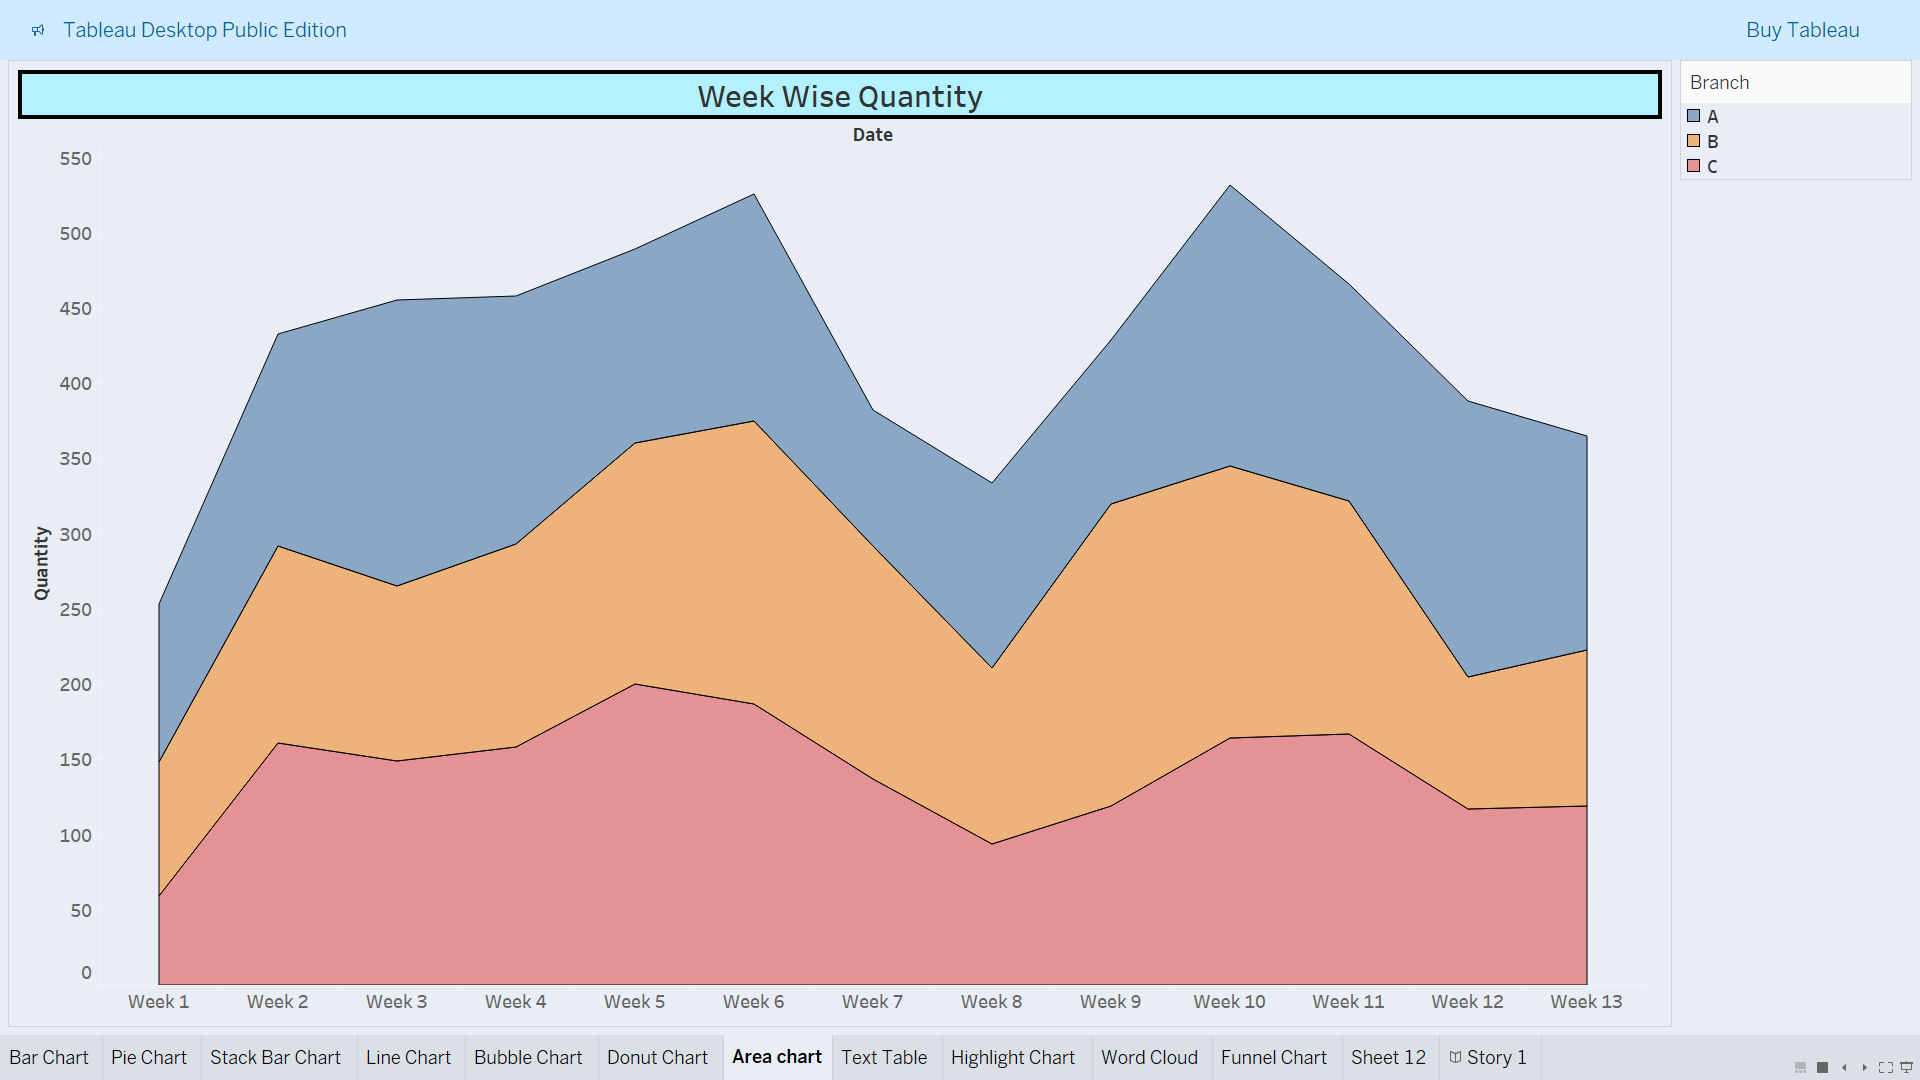 Tableau Desktop Public Edition
Buy Tableau
Week Wise Quantity
Date
Branch
A
B
C
Quantity
550
500
450
400
350
300
250
200
150
100
50
0
Week 1 Week 2 Week 3 Week 4 Week 5 Week 6 Week 7 Week 8 Week 9 Week 10 Week 11 Week 12 Week 13
Bar Chart Pie Chart Stack Bar Chart Line Chart Bubble Chart Donut Chart Area chart Text Table Highlight Chart Word Cloud Funnel Chart Sheet 12 Story 1